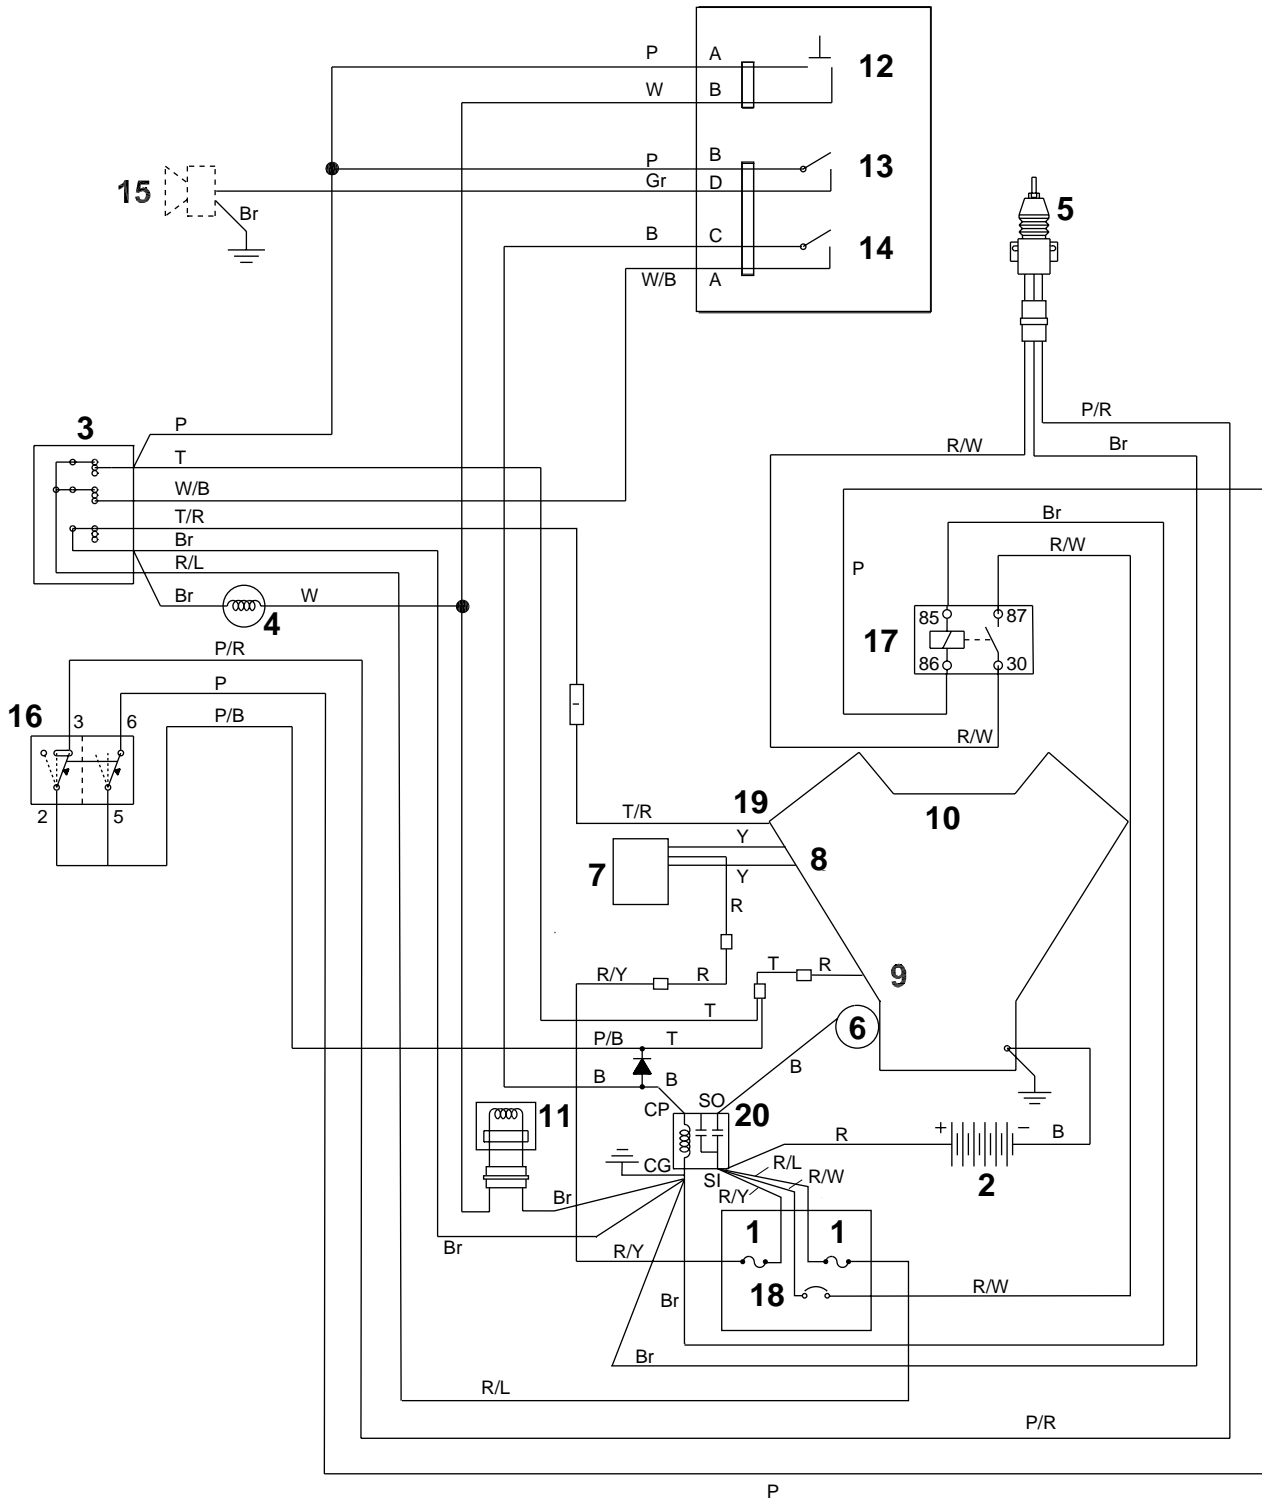 P A
12
W B
P B
13
Gr D
15
Br
B C
14
W/B A
5
P/R
R/W Br
3
P
T
W/B
T/R
Br
R/L
Br W
4
Br
R/W
P
85 87
17
86 30
R/W
P/R
P
16 3 6
P/B
2 5
19
10
T/R
Y
8
7
Y
R
T R
9
R/Y R
T
6
P/B T
B B B
CP SO 20
11
+ −
R B
CG
SI
R/L
R/W
R/Y
2
Br
Br
1 1
R/Y
18
R/W
Br
Br
R/L
P/R
P